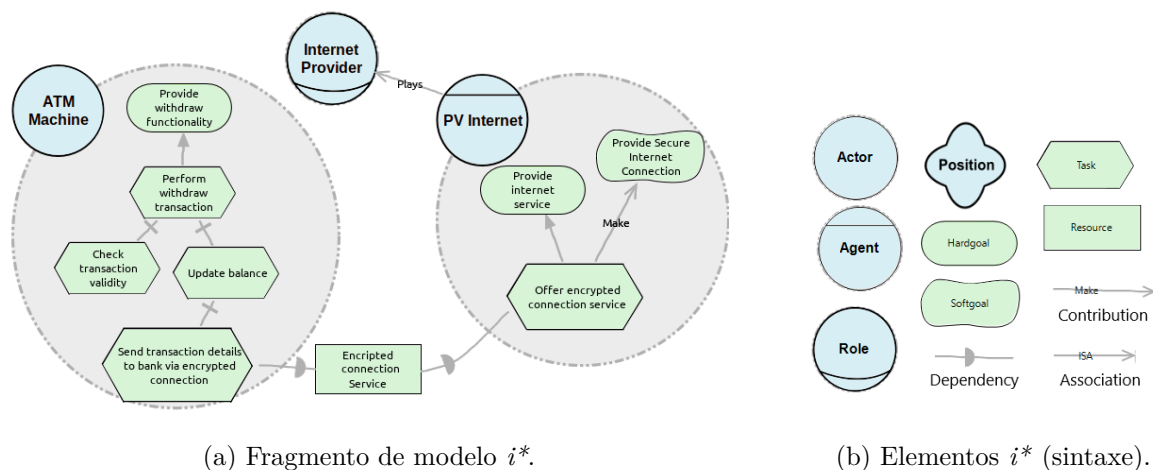 ATM
Machine
Provide
withdraw
functionality
Perform
withdraw
transaction
Check
transaction
validity
Update balance
Send transaction details
to bank via encrypted
connection
Encripted
connection
Service
Internet
Provider
Plays
PV Internet
Provide Secure
Internet
Connection
Provide
internet
service
Make
Offer encrypted
connection service
(a) Fragmento de modelo i*.
Actor
Position
Task
Agent
Hardgoal
Resource
Softgoal
Make
Contribution
Role
Dependency
ISA
Association
(b) Elementos i* (sintaxe).